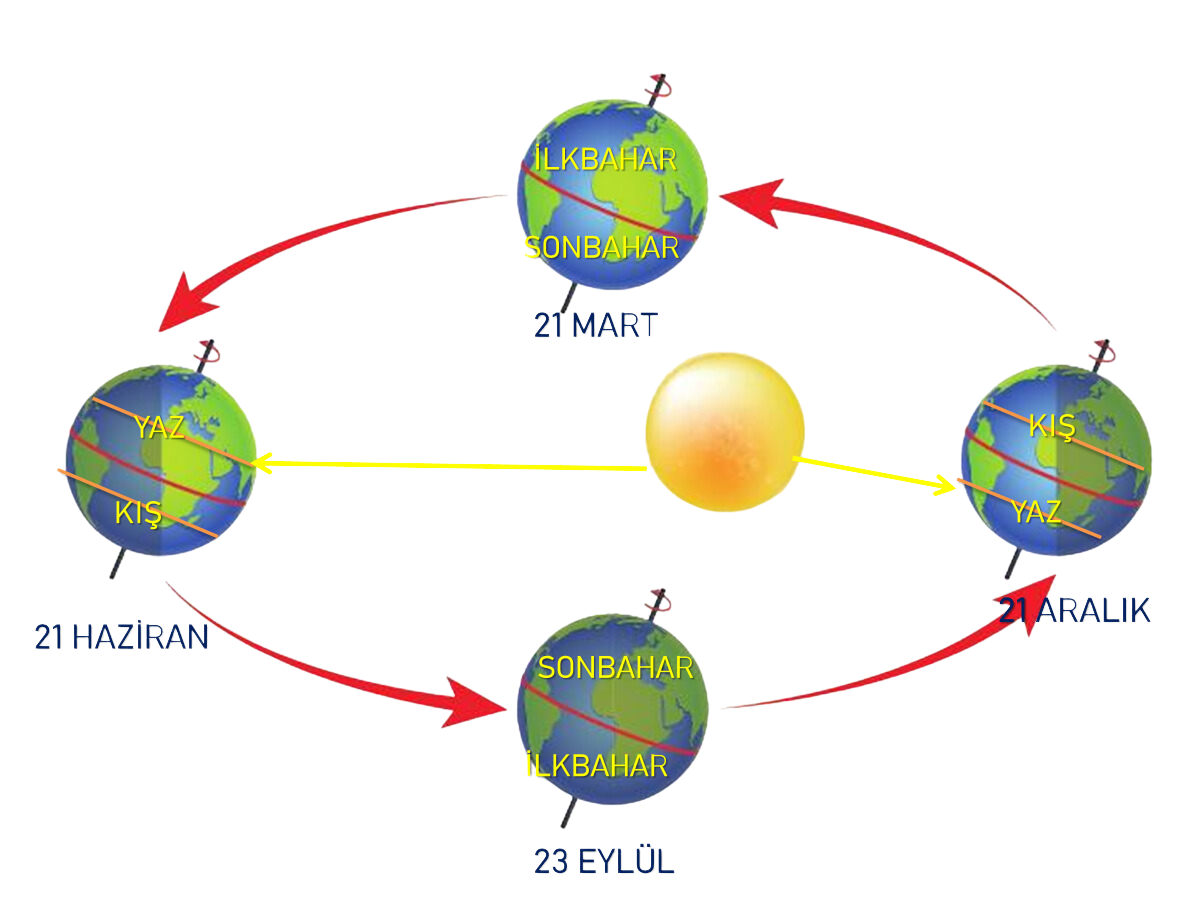 İLKBAHAR
SONBAHAR
21 MART
YAZ
KIŞ
21 HAZİRAN
KIŞ
YAZ
21 ARALIK
SONBAHAR
İLKBAHAR
23 EYLÜL